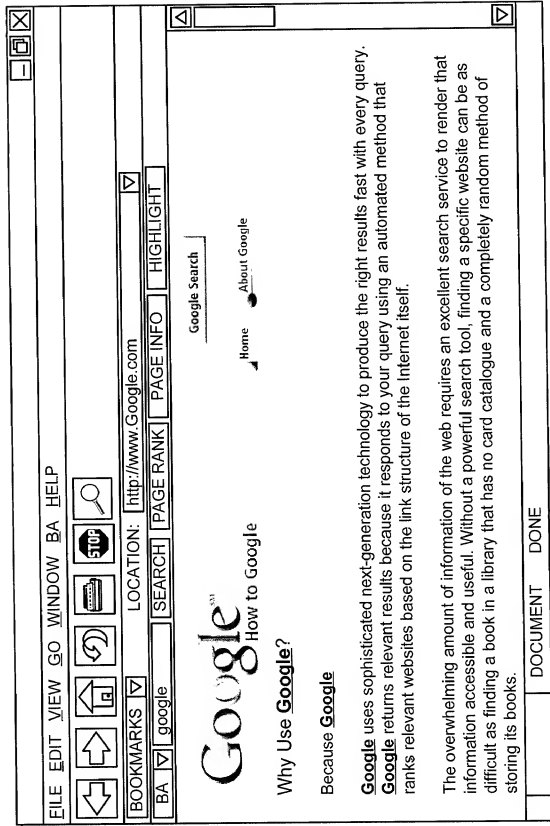 FILE EDIT VIEW GO WINDOW BA HELP
STOP
BOOKMARKS LOCATION: http://www.Google.com
BA google SEARCH PAGE RANK PAGE INFO HIGHLIGHT
Google SM
Google Search
How to Google
Home About Google
Why Use Google?
Because Google
Google uses sophisticated next-generation technology to produce the right results fast with every query.
Google returns relevant results because it responds to your query using an automated method that
ranks relevant websites based on the link structure of the Internet itself.
The overwhelming amount of information of the web requires an excellent search service to render that
information accessible and useful. Without a powerful search tool, finding a specific website can be as
difficult as finding a book in a library that has no card catalogue and a completely random method of
storing its books.
DOCUMENT DONE